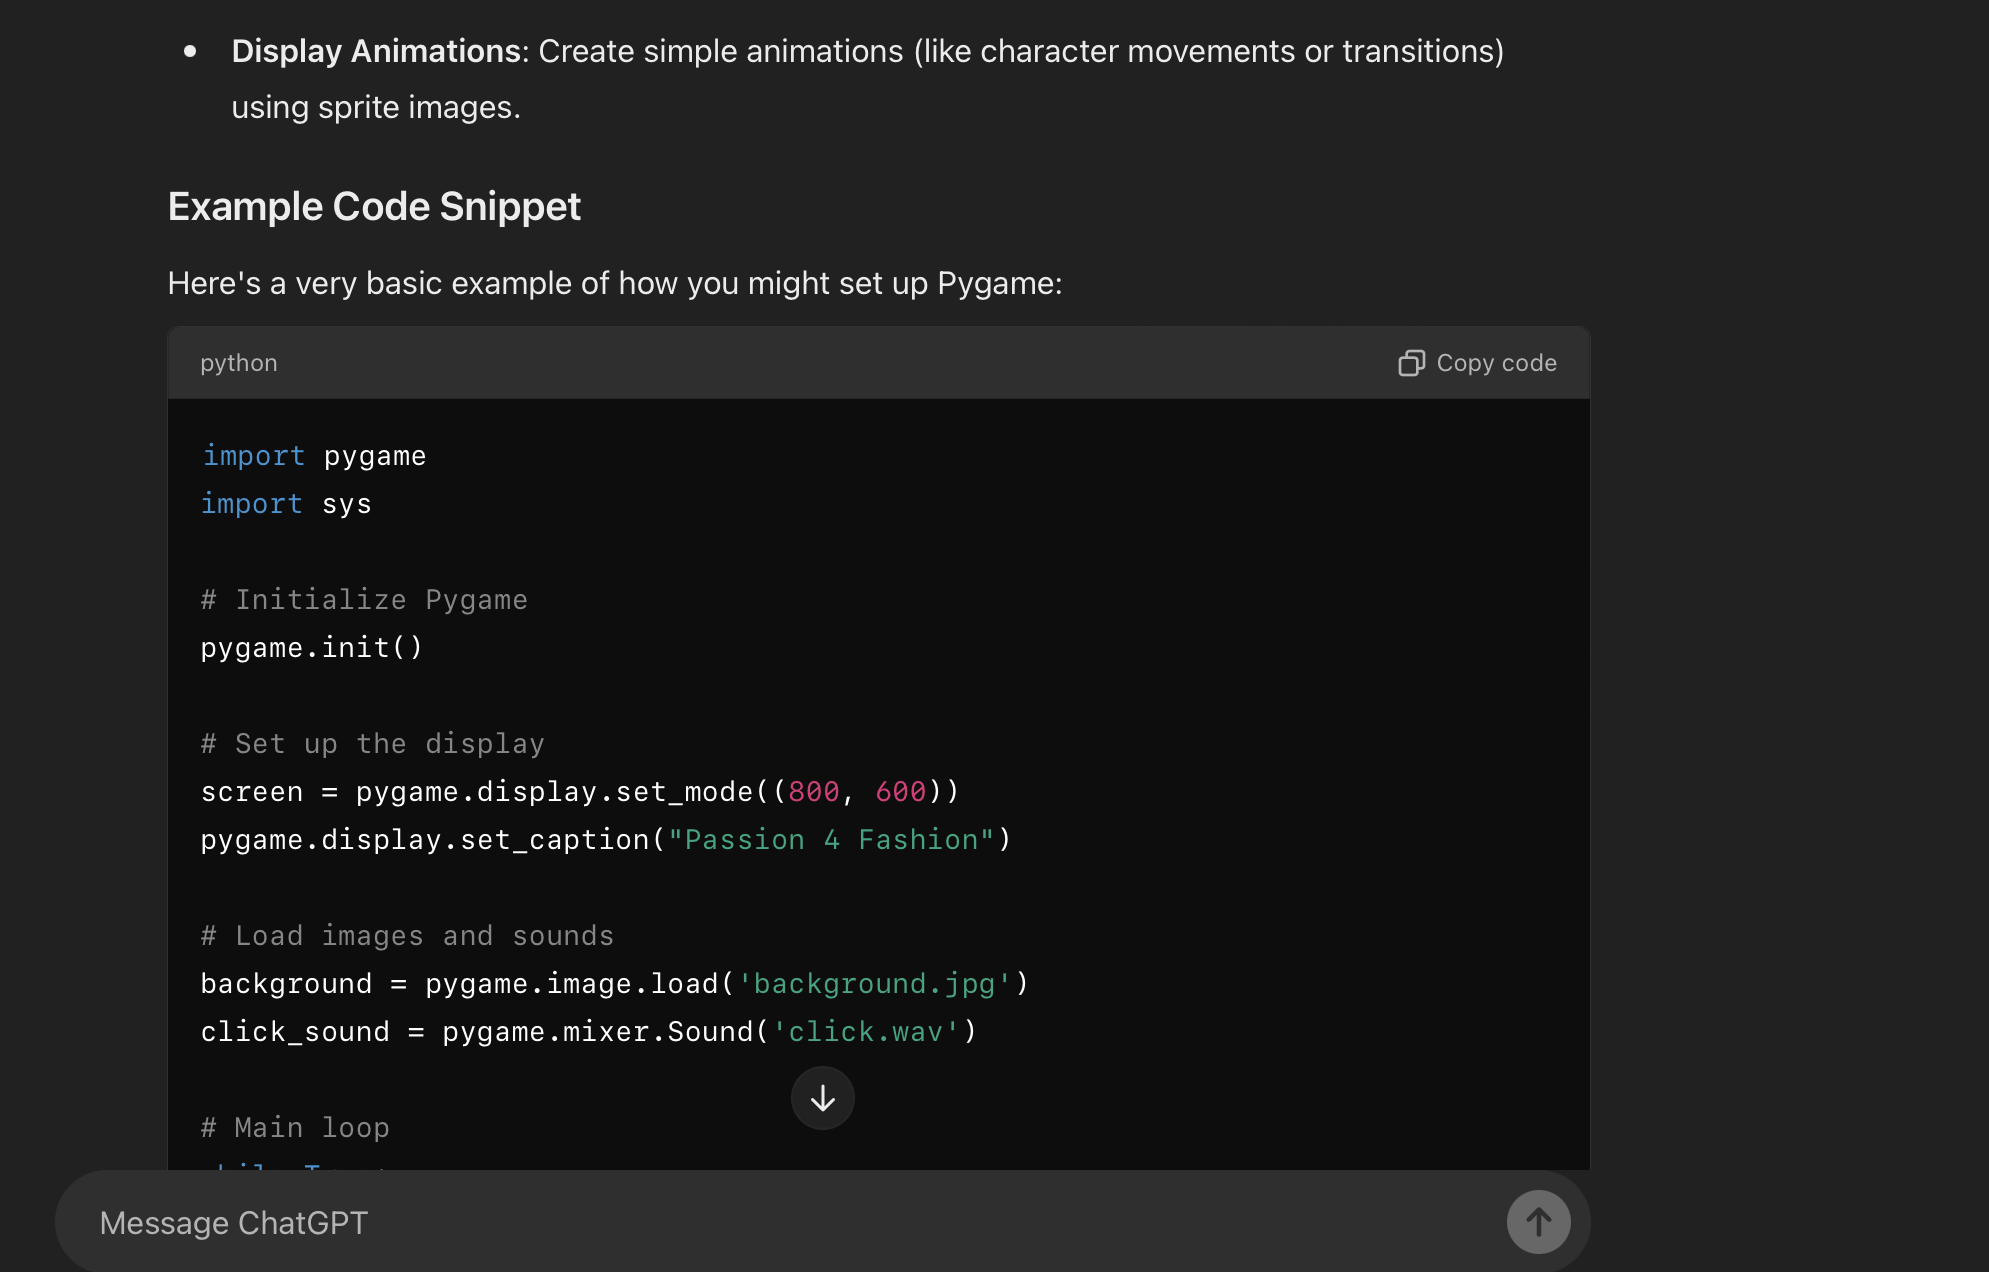 Display Animations: Create simple animations (like character movements or transitions)
using sprite images.
Example Code Snippet
Here's a very basic example of how you might set up Pygame:
python
Copy code
import pygame
import sys
# Initialize Pygame
pygame.init()
# Set up the display
screen = pygame.display.set_mode((800, 600))
pygame.display.set_caption("Passion 4 Fashion")
# Load images and sounds
background = pygame.image.load('background.jpg')
click_sound = pygame.mixer.Sound('click.wav')
# Main loop
Message ChatGPT